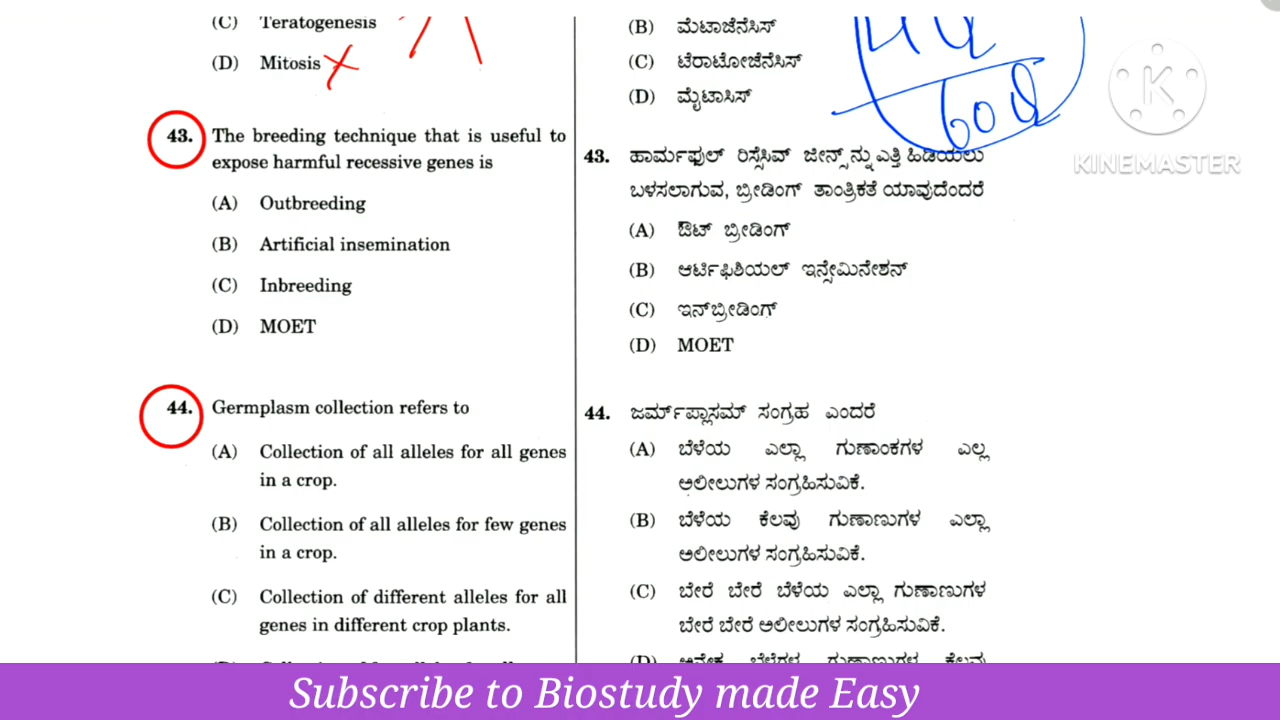 (C) Teratogenesis
(D) Mitosis
43. The breeding technique that is useful to
expose harmful recessive genes is
(A) Outbreeding
(B) Artificial insemination
(C) Inbreeding
(D) MOET
44. Germplasm collection refers to
(A) Collection of all alleles for all genes
in a crop.
(B) Collection of all alleles for few genes
in a crop.
(C) Collection of different alleles for all
genes in different crop plants.
(B) ಮೆಟಾಜೆನೆಸಿಸ್
(C) ಟೆರಾಟೋಜೆನೆಸಿಸ್
(D) ಮೈಟಾಸಿಸ್
43. ಹಾರ್ಮಫುಲ್ ರಿಸ್ಸೆಸಿವ್ ಜೀನ್ಸ್‌ನ್ನು ಎತ್ತಿ ಹಿಡಿಯಲು
ಬಳಸಲಾಗುವ, ಬ್ರೀಡಿಂಗ್ ತಾಂತ್ರಿಕತೆ ಯಾವುದೆಂದರೆ
(A) ಔಟ್ ಬ್ರೀಡಿಂಗ್
(B) ಆರ್ಟಿಫಿಶಿಯಲ್ ಇನ್ಸೇಮಿನೇಶನ್
(C) ಇನ್‌ಬ್ರೀಡಿಂಗ್
(D) MOET
44. ಜರ್ಮ್‌ಪ್ಲಾಸಮ್ ಸಂಗ್ರಹ ಎಂದರೆ
(A) ಬೆಳೆಯ ಎಲ್ಲಾ ಗುಣಾಂಕಗಳ ಎಲ್ಲ
ಅಲೀಲುಗಳ ಸಂಗ್ರಹಿಸುವಿಕೆ.
(B) ಬೆಳೆಯ ಕೆಲವು ಗುಣಾಣುಗಳ ಎಲ್ಲಾ
ಅಲೀಲುಗಳ ಸಂಗ್ರಹಿಸುವಿಕೆ.
(C) ಬೇರೆ ಬೇರೆ ಬೆಳೆಯ ಎಲ್ಲಾ ಗುಣಾಣುಗಳ
ಬೇರೆ ಬೇರೆ ಅಲೀಲುಗಳ ಸಂಗ್ರಹಿಸುವಿಕೆ.
(D) ಅನೇಕ ಬೆಳೆಗಳ ಗುಣಾಣುಗಳ ಕೆಲವು
K
KINEMASTER
Subscribe to Biostudy made Easy